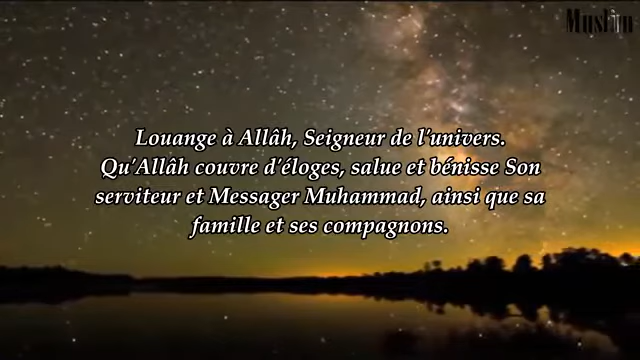 Muslim
Louange à Allâh, Seigneur de l'univers.
Qu'Allâh couvre d'éloges, salue et bénisse Son
serviteur et Messager Muhammad, ainsi que sa
famille et ses compagnons.